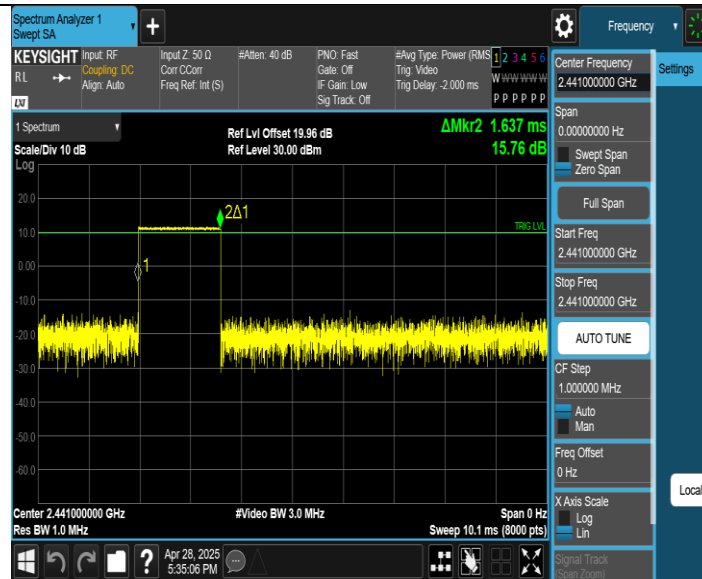 Spectrum Analyzer 1
Swept SA
+
Frequency
KEYSIGHT
RL
LXI
Input: RF
Coupling: DC
Align: Auto
Input Z: 50 Ω
Corr CCorr
Freq Ref: Int (S)
#Atten: 40 dB
PNO: Fast
Gate: Off
IF Gain: Low
Sig Track: Off
#Avg Type: Power (RMS
Trig: Video
Trig Delay: -2.000 ms
1 2 3 4 5 6
W W W W W W
P P P P P P
1 Spectrum
Scale/Div 10 dB
Log
Ref Lvl Offset 19.96 dB
Ref Level 30.00 dBm
ΔMkr2 1.637 ms
15.76 dB
20.0
10.0
0.00
-10.0
-20.0
-30.0
-40.0
-50.0
-60.0
2Δ1
1
TRIG LVL
Center 2.441000000 GHz
Res BW 1.0 MHz
#Video BW 3.0 MHz
Span 0 Hz
Sweep 10.1 ms (8000 pts)
?
Apr 28, 2025
5:35:06 PM
Center Frequency
2.441000000 GHz
Span
0.00000000 Hz
Swept Span
Zero Span
Full Span
Start Freq
2.441000000 GHz
Stop Freq
2.441000000 GHz
AUTO TUNE
CF Step
1.000000 MHz
Auto
Man
Freq Offset
0 Hz
X Axis Scale
Log
Lin
Signal Track
(Span Zoom)
Settings
Local